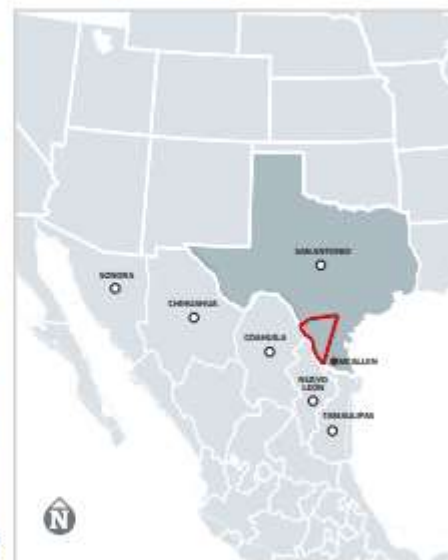 SAN ANTONIO
SONORA
CHIHUAHUA
COAHUILA
MCALLEN
NUEVO
LEON
TAMAULIPAS
N